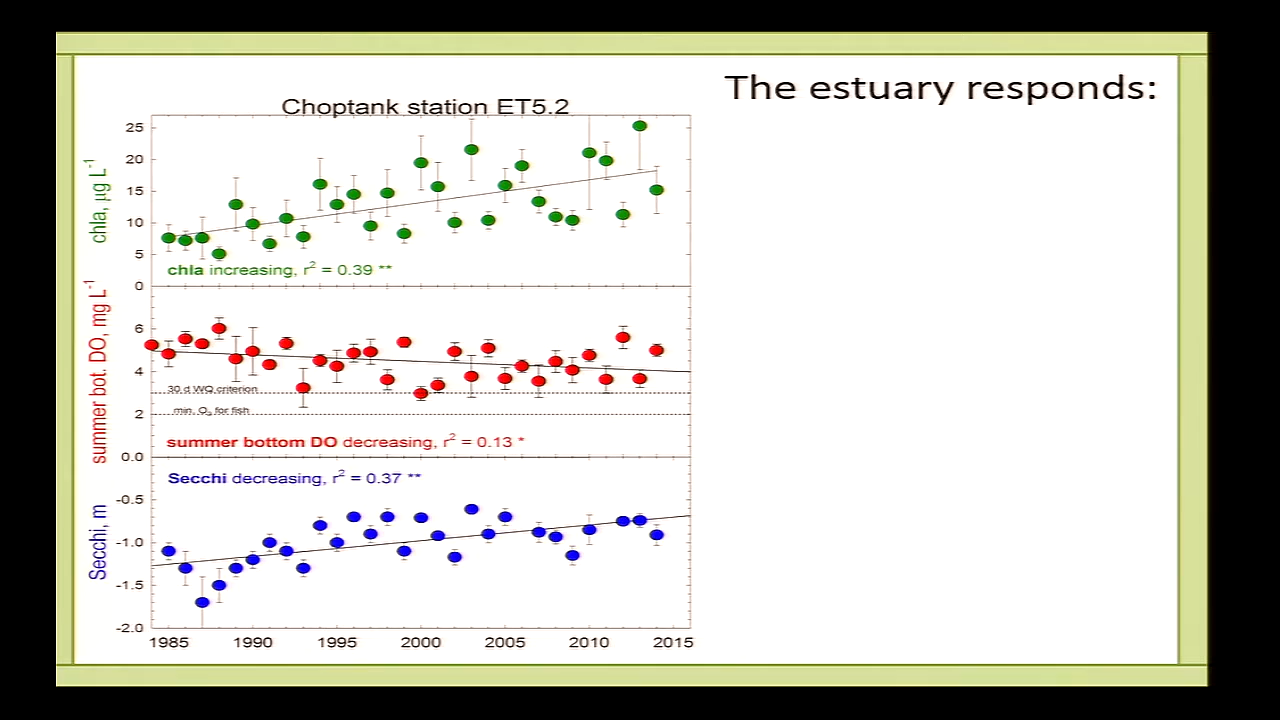 The estuary responds:
Choptank station ET5.2
chla, µg L-1
25
20
15
10
5
0
chla increasing, r2 = 0.39 **
summer bot. DO, mg L-1
6
4
2
0.0
30 d WQ criterion
min. O2 for fish
summer bottom DO decreasing, r2 = 0.13 *
Secchi, m
-0.5
-1.0
-1.5
-2.0
Secchi decreasing, r2 = 0.37 **
1985 1990 1995 2000 2005 2010 2015